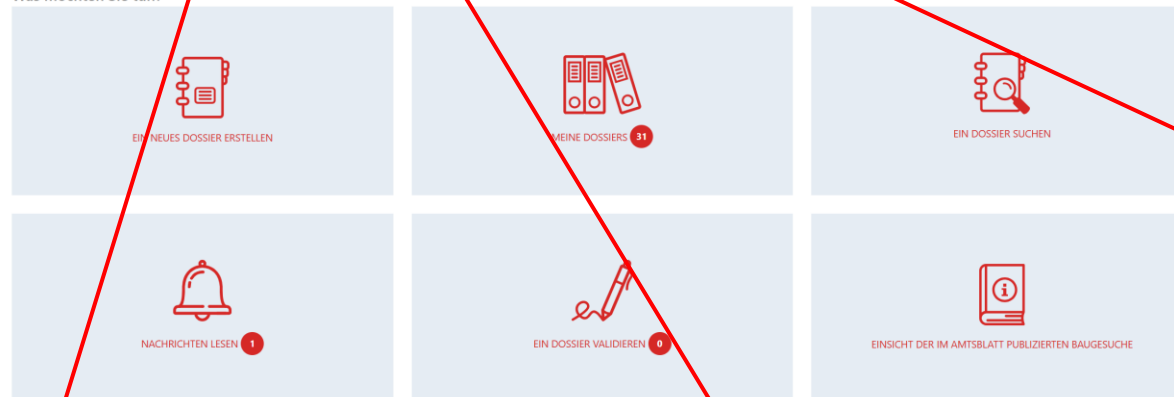 EIN NEUES DOSSIER ERSTELLEN
MEINE DOSSIERS 31
EIN DOSSIER SUCHEN
NACHRICHTEN LESEN 1
EIN DOSSIER VALIDIEREN 0
EINSICHT DER IM AMTSBLATT PUBLIZIERTEN BAUGESUCHE